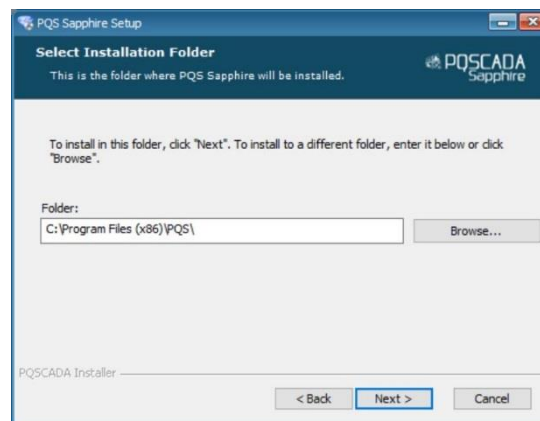 PQS Sapphire Setup
Select Installation Folder
This is the folder where PQS Sapphire will be installed.
PQSCADA
Sapphire
To install in this folder, click "Next". To install to a different folder, enter it below or click
"Browse".
Folder:
C:\Program Files (x86)\PQS\
Browse...
PQSCADA Installer
< Back
Next >
Cancel